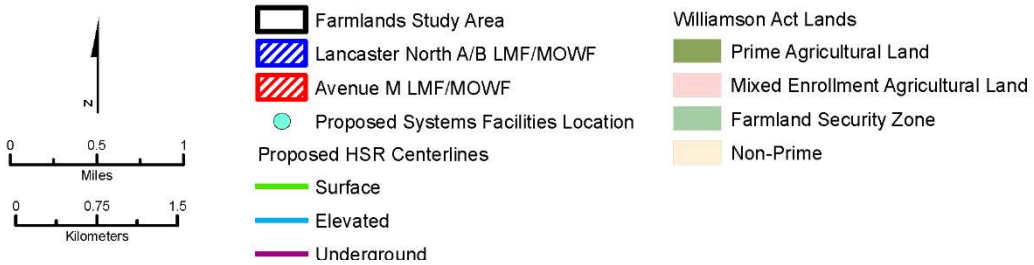 N
0 0.5 1
Miles
0 0.75 1.5
Kilometers
Farmlands Study Area
Lancaster North A/B LMF/MOWF
Avenue M LMF/MOWF
Proposed Systems Facilities Location
Proposed HSR Centerlines
Surface
Elevated
Underground
Williamson Act Lands
Prime Agricultural Land
Mixed Enrollment Agricultural Land
Farmland Security Zone
Non-Prime